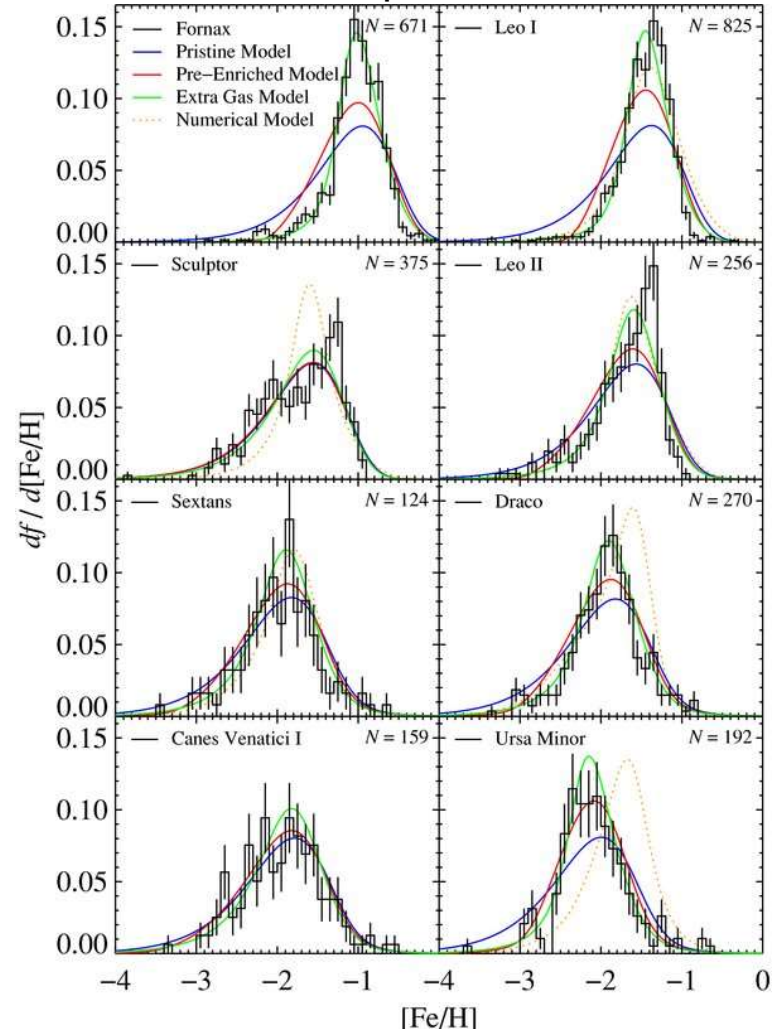 0.15
0.10
0.05
0.00
Fornax
Pristine Model
Pre−Enriched Model
Extra Gas Model
Numerical Model
N = 671
Leo I
N = 825
0.15
0.10
0.05
0.00
Sculptor
N = 375
Leo II
N = 256
df / d[Fe/H]
0.15
0.10
0.05
0.00
Sextans
N = 124
Draco
N = 270
0.15
0.10
0.05
0.00
Canes Venatici I
N = 159
Ursa Minor
N = 192
−4 −3 −2 −1 −4 −3 −2 −1 0
[Fe/H]